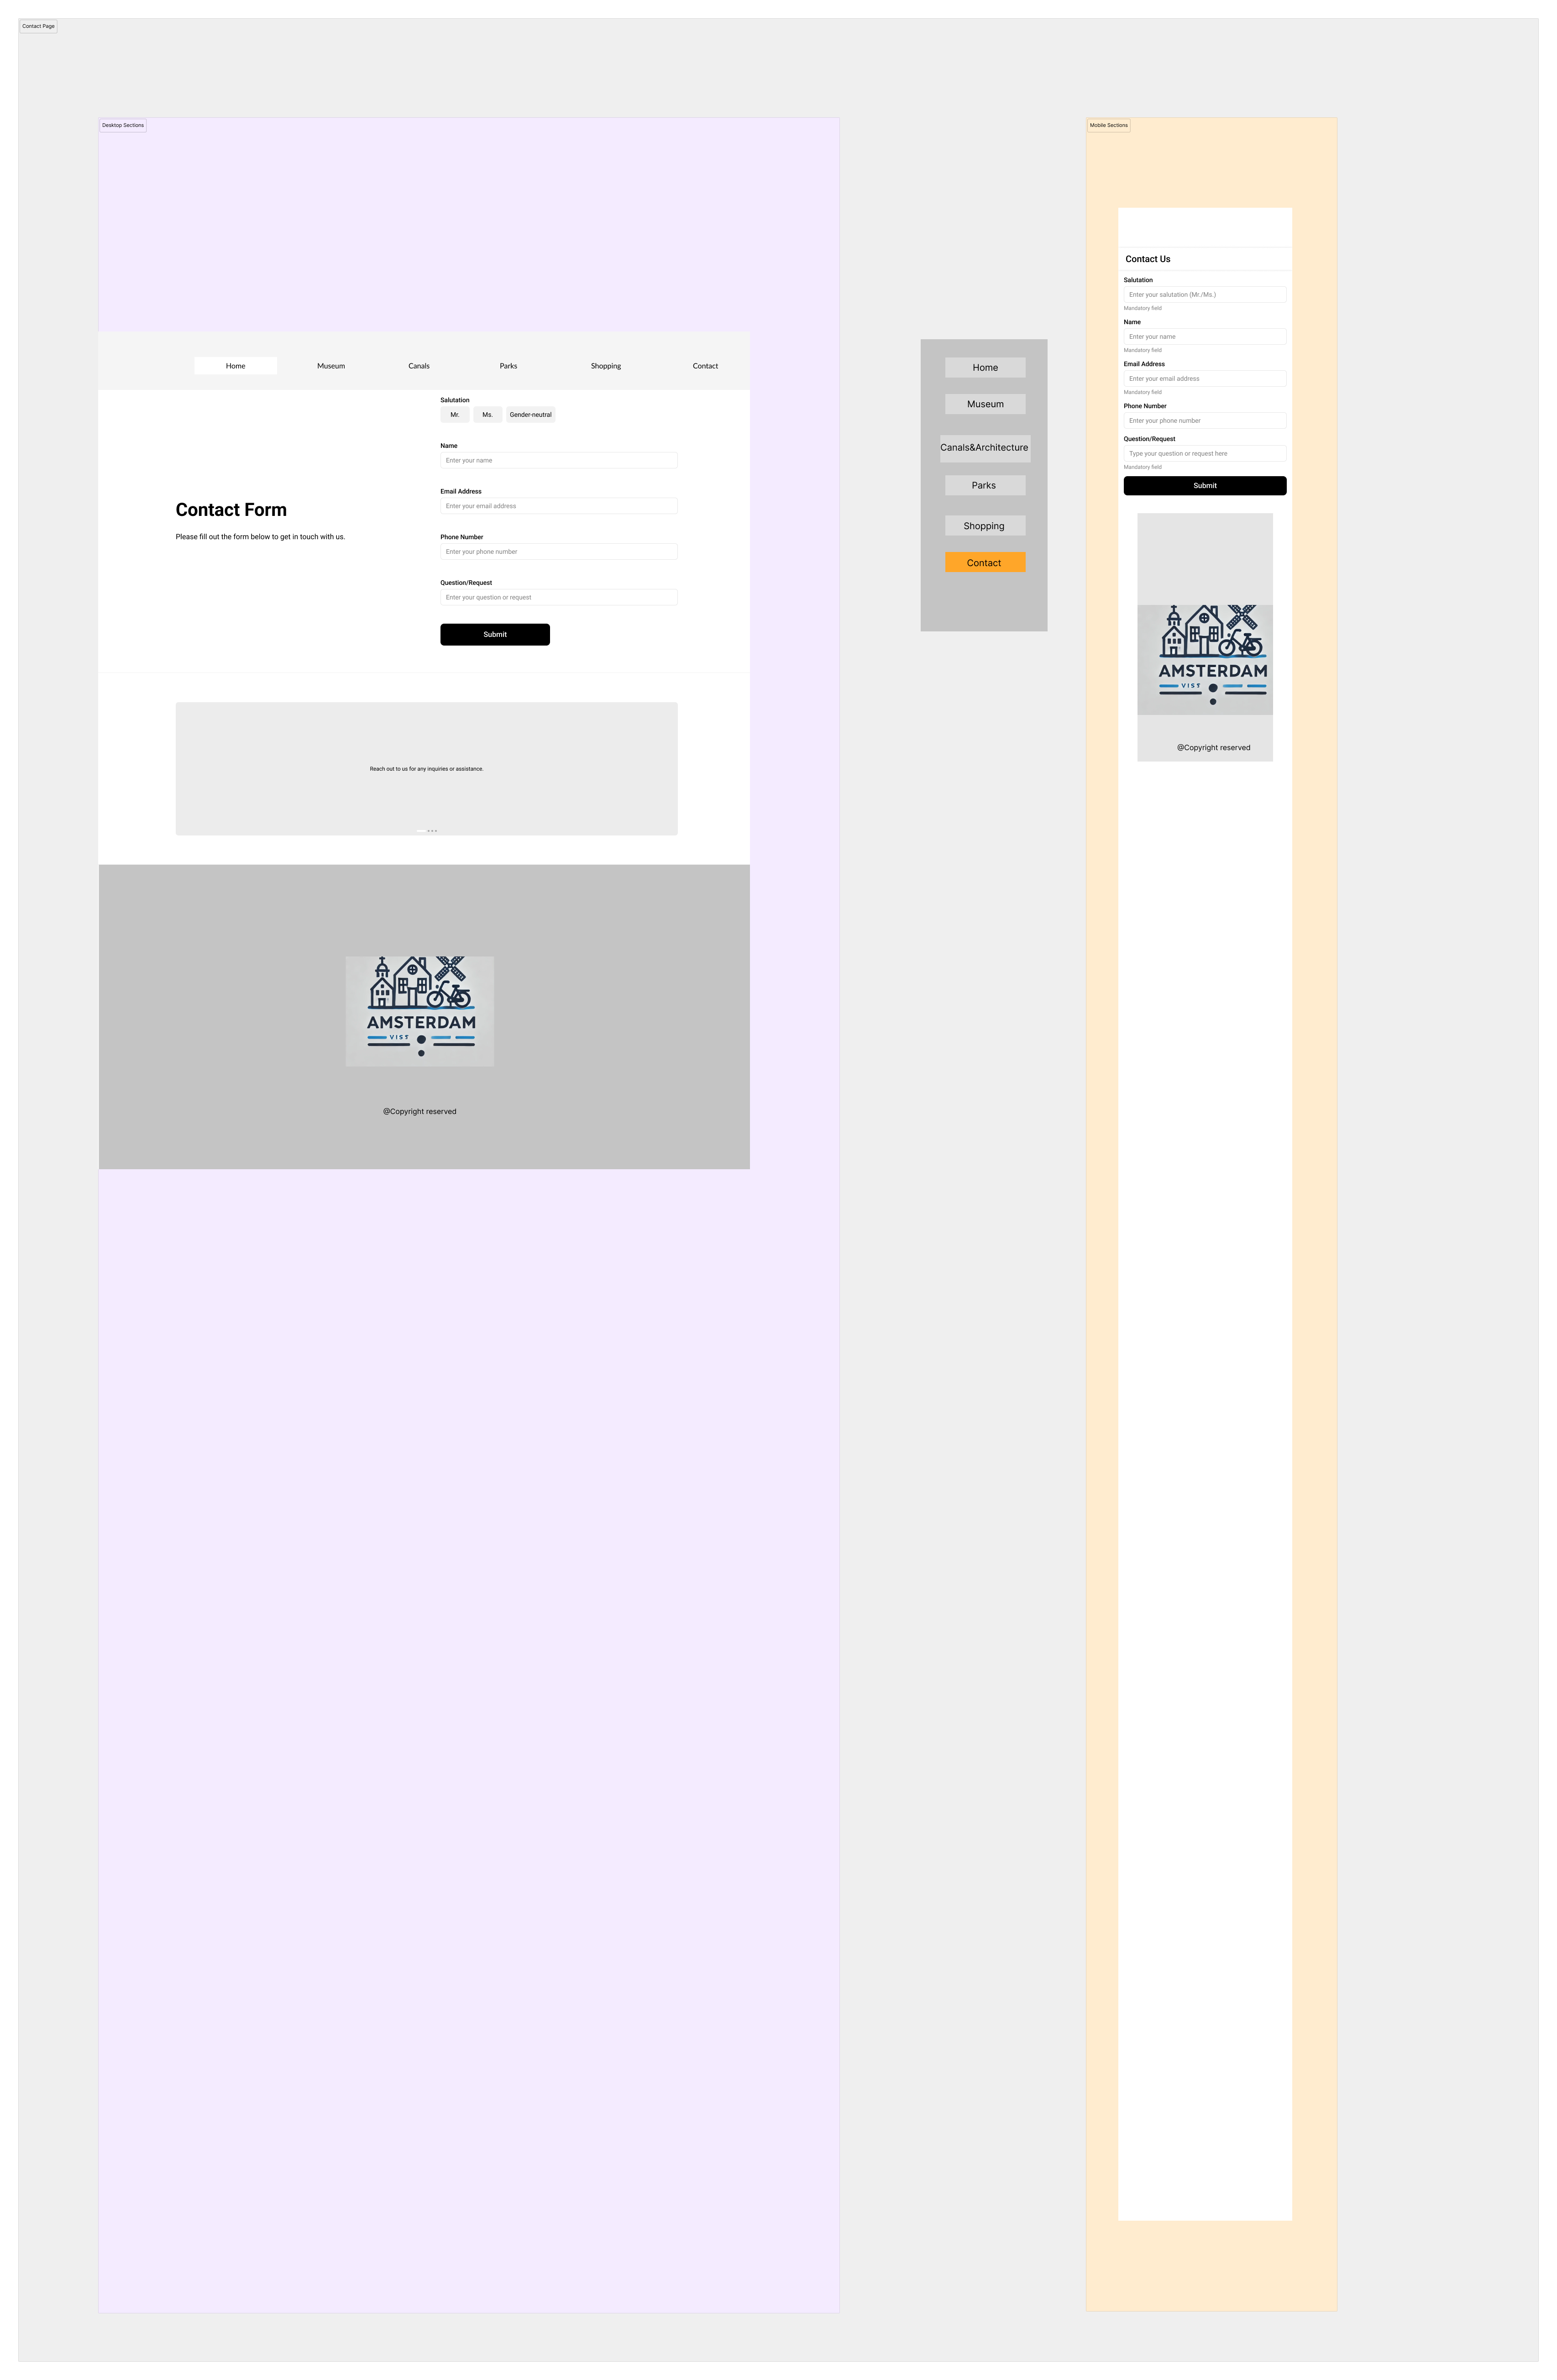 Contact Page
Desktop Sections
Home
Museum
Canals
Parks
Shopping
Contact
Contact Form
Please fill out the form below to get in touch with us.
Salutation
Mr.
Ms.
Gender-neutral
Name
Enter your name
Email Address
Enter your email address
Phone Number
Enter your phone number
Question/Request
Enter your question or request
Submit
Reach out to us for any inquiries or assistance.
AMSTERDAM
@Copyright reserved
Home
Museum
Canals&Architecture
Parks
Shopping
Contact
Mobile Sections
Contact Us
Salutation
Enter your salutation (Mr./Ms.)
Mandatory field
Name
Enter your name
Mandatory field
Email Address
Enter your email address
Mandatory field
Phone Number
Enter your phone number
Question/Request
Type your question or request here
Mandatory field
Submit
AMSTERDAM
@Copyright reserved